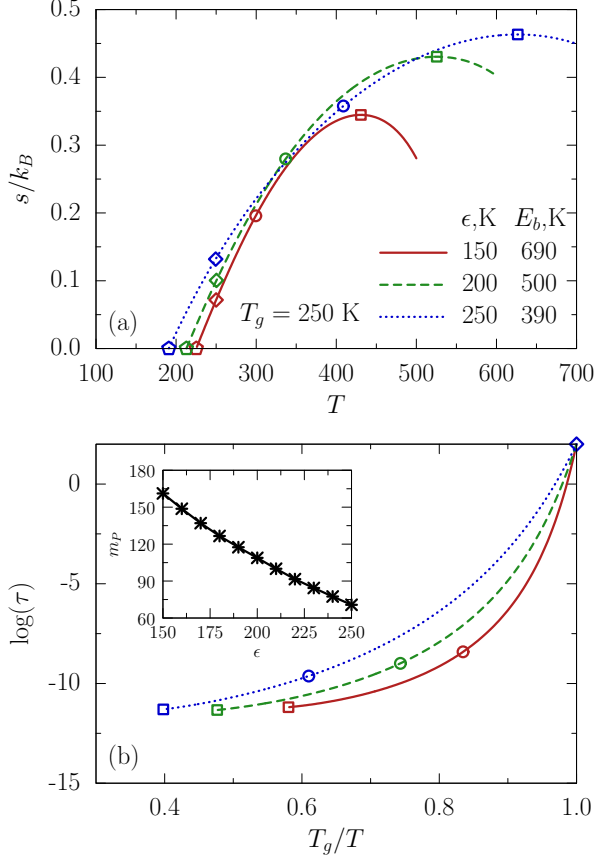 0.5
0.4
0.3
0.2
0.1
0.0
s/k_B
ϵ,K E_b,K
150 690
200 500
250 390
(a)
T_g = 250 K
100 200 300 400 500 600 700
T
0
-5
-10
-15
log(τ)
180
150
120
90
60
m_P
150 175 200 225 250
ϵ
(b)
0.4 0.6 0.8 1.0
T_g/T